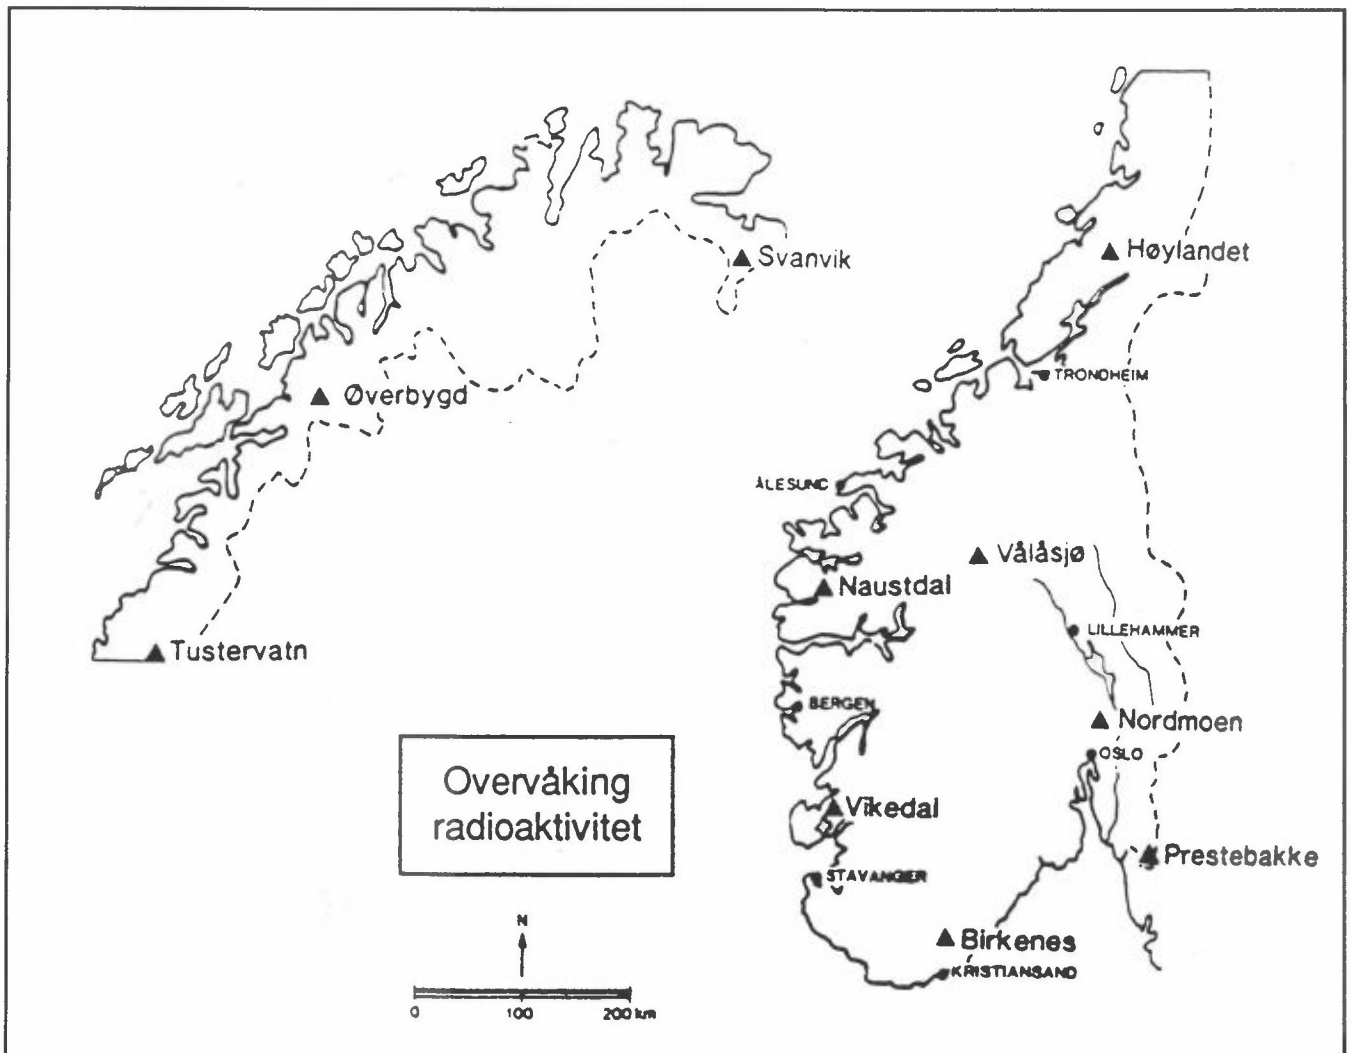 Svanvik
Øverbygd
Tustervatn
Høylandet
TRONDHEIM
ÅLESUND
Vålåsjø
Naustdal
LILLEHAMMER
BERGEN
Nordmoen
OSLO
Vikedal
Prestebakke
STAVANGER
Birkenes
KRISTIANSAND
Overvåking
radioaktivitet
N
0 100 200 km